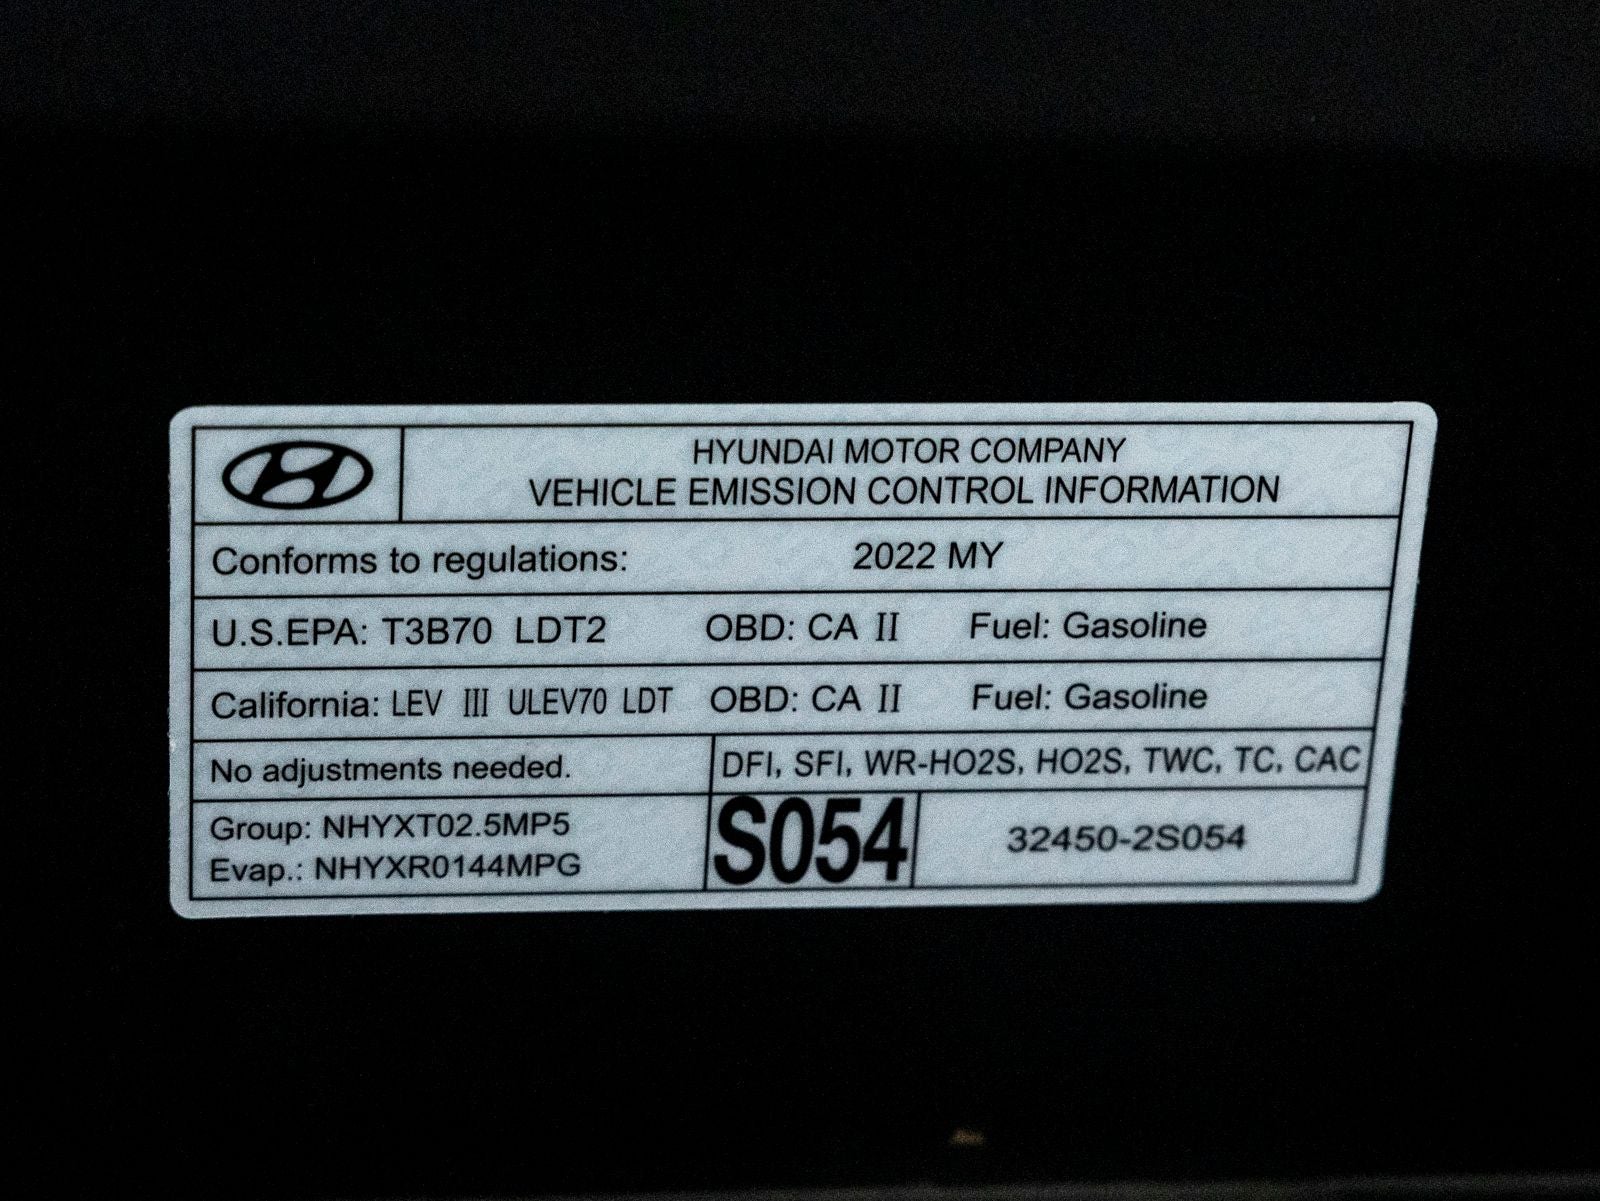 HYUNDAI MOTOR COMPANY
VEHICLE EMISSION CONTROL INFORMATION
Conforms to regulations: 2022 MY
U.S.EPA: T3B70 LDT2 OBD: CA II Fuel: Gasoline
California: LEV III ULEV70 LDT OBD: CA II Fuel: Gasoline
No adjustments needed. DFI, SFI, WR-HO2S, HO2S, TWC, TC, CAC
Group: NHYXT02.5MP5
Evap.: NHYXR0144MPG
S054
32450-2S054